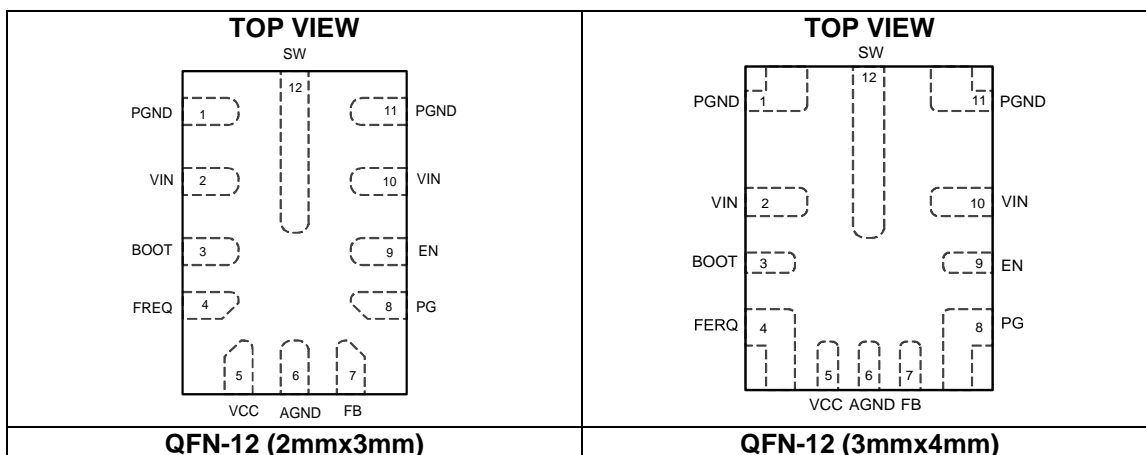 TOP VIEW
SW
12
PGND 1 11 PGND
VIN 2 10 VIN
BOOT 3 9 EN
FREQ 4 8 PG
5 6 7
VCC AGND FB
QFN-12 (2mmx3mm)
TOP VIEW
SW
12
PGND 1 11 PGND
VIN 2 10 VIN
BOOT 3 9 EN
FERQ 4 8 PG
5 6 7
VCC AGND FB
QFN-12 (3mmx4mm)